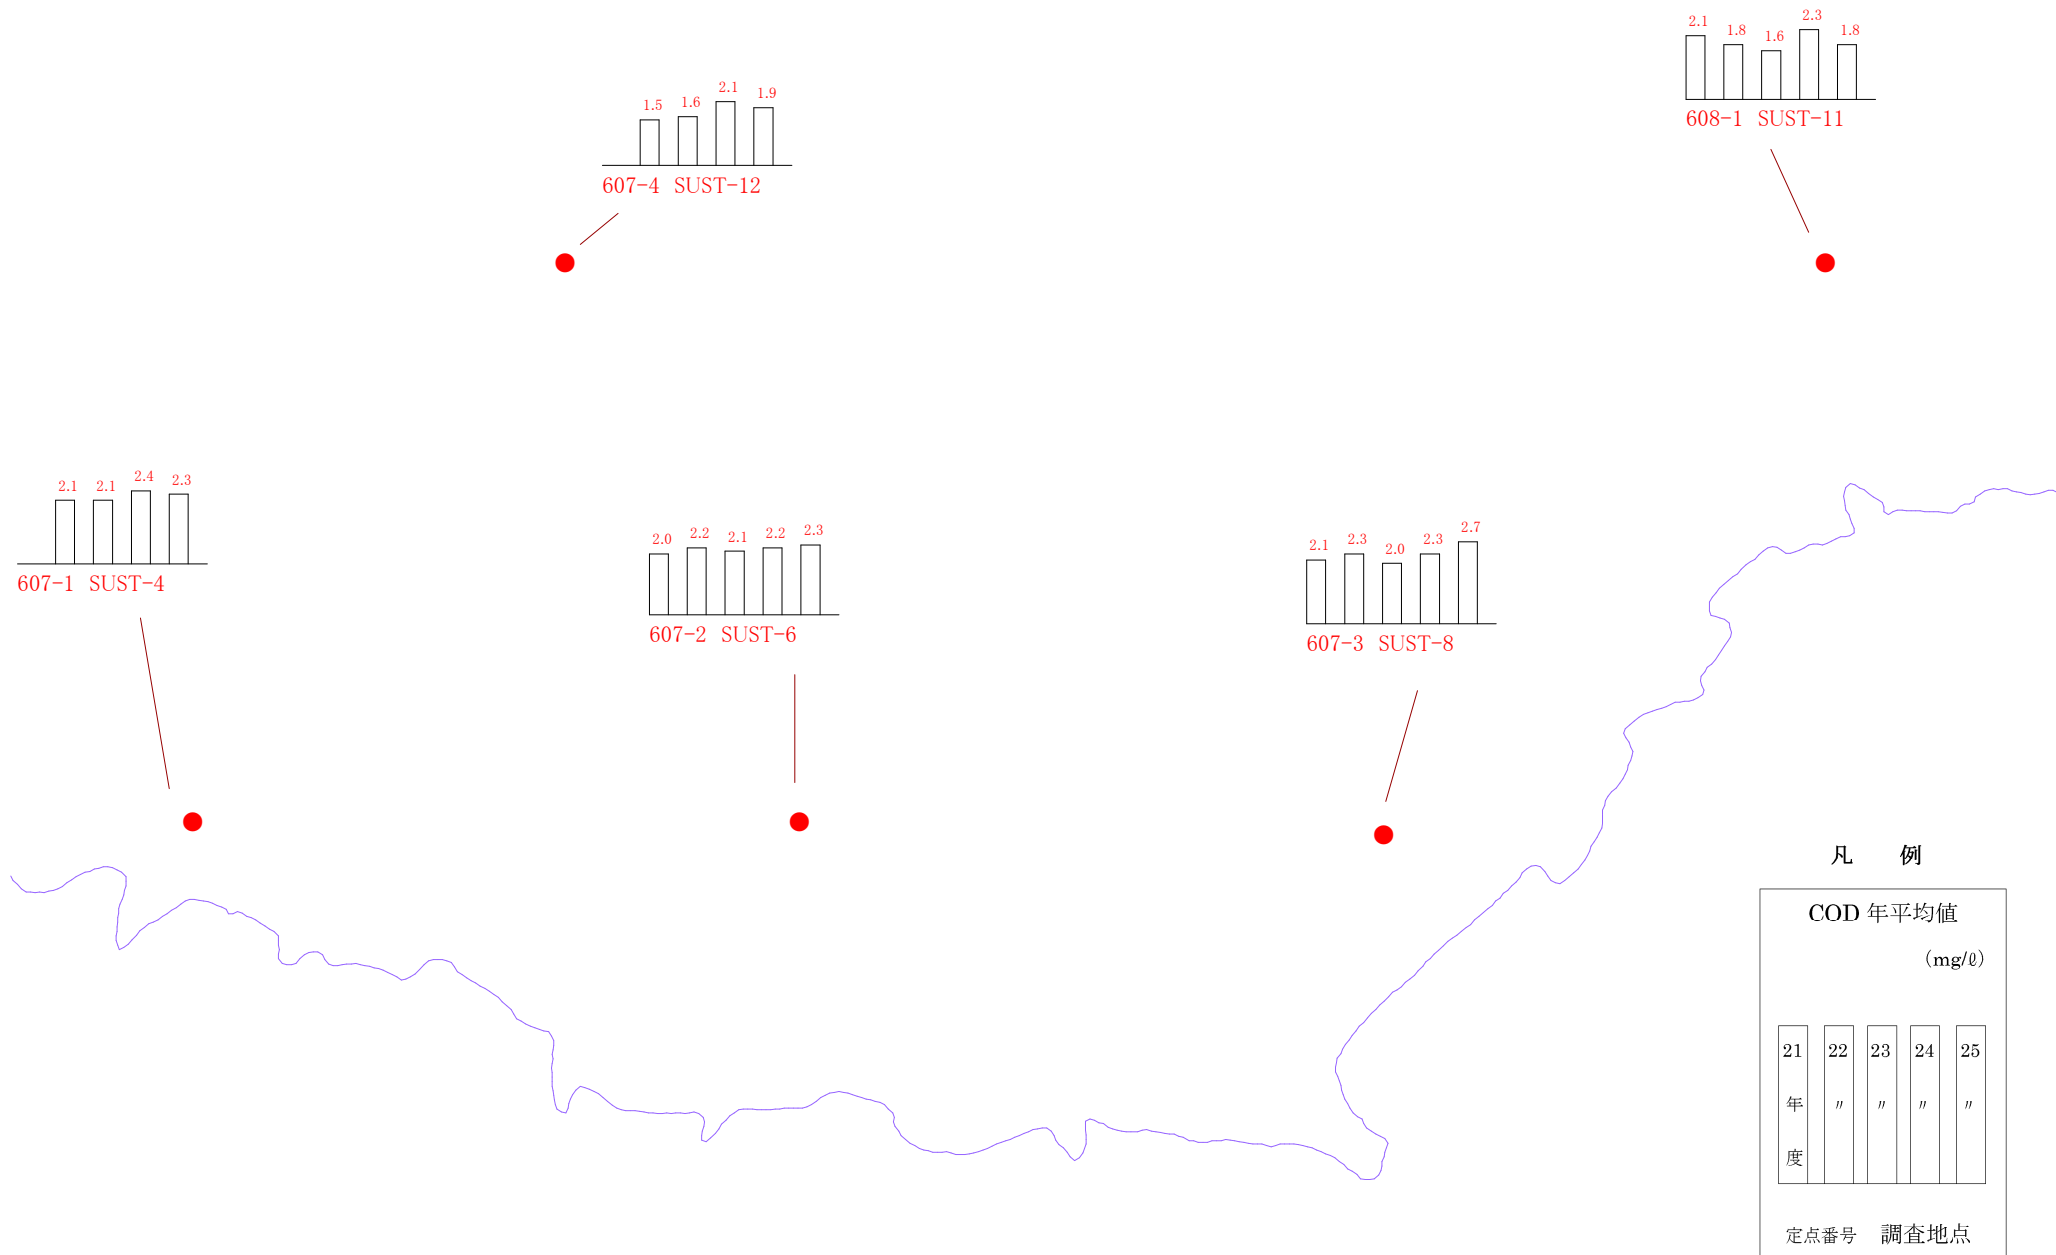 2.1 1.8 1.6 2.3 1.8
608-1 SUST-11
1.5 1.6 2.1 1.9
607-4 SUST-12
2.1 2.1 2.4 2.3
607-1 SUST-4
2.0 2.2 2.1 2.2 2.3
607-2 SUST-6
2.1 2.3 2.0 2.3 2.7
607-3 SUST-8
凡 例
COD 年平均値
(mg/ℓ)
21 22 23 24 25
年 〃 〃 〃 〃
度
定点番号 調査地点